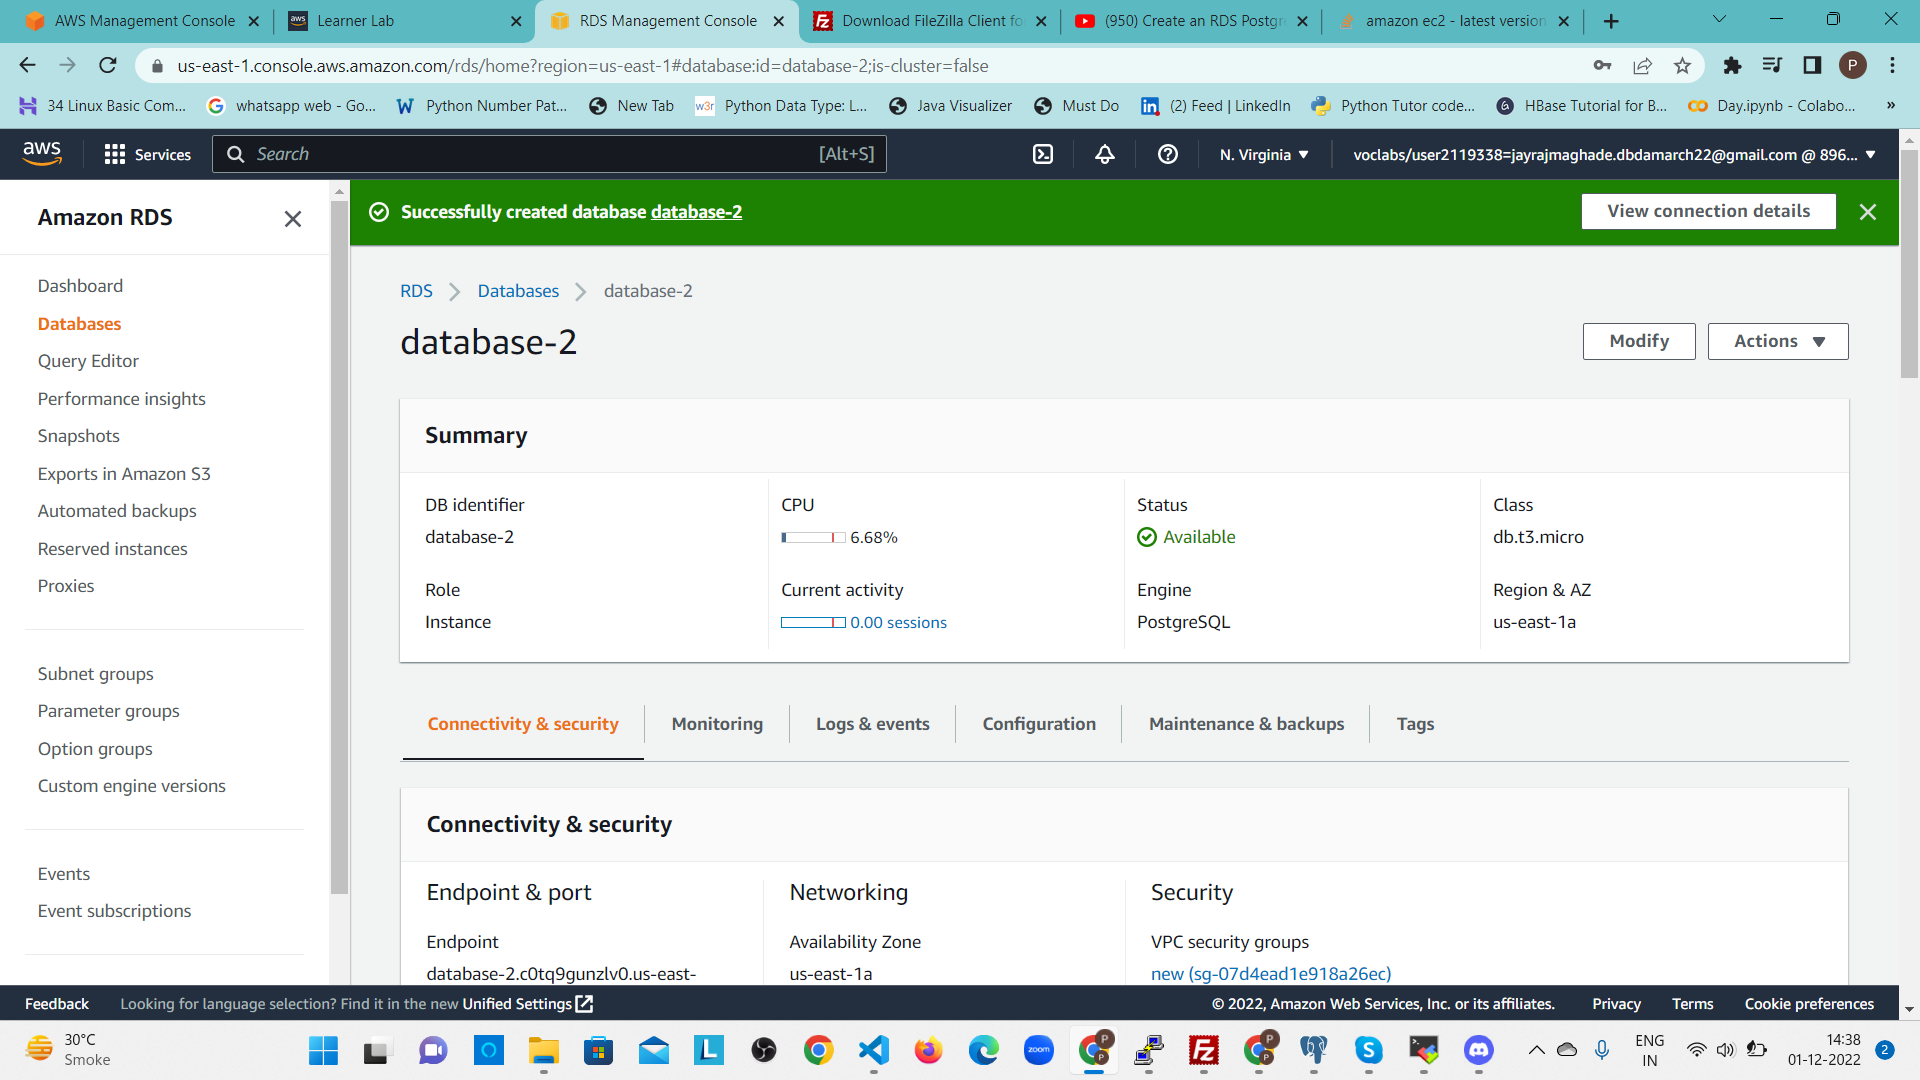 AWS Management Console
Learner Lab
RDS Management Console
Download FileZilla Client fo
(950) Create an RDS Postgr
amazon ec2 - latest version
us-east-1.console.aws.amazon.com/rds/home?region=us-east-1#database:id=database-2;is-cluster=false
P
34 Linux Basic Com...
whatsapp web - Go...
Python Number Pat...
New Tab
Python Data Type: L...
Java Visualizer
Must Do
(2) Feed | LinkedIn
Python Tutor code...
HBase Tutorial for B...
Day.ipynb - Colabo...
»
aws
Services
Search
[Alt+S]
N. Virginia
voclabs/user2119338=jayrajmaghade.dbdamarch22@gmail.com @ 896...
Amazon RDS
Dashboard
Databases
Query Editor
Performance insights
Snapshots
Exports in Amazon S3
Automated backups
Reserved instances
Proxies
Subnet groups
Parameter groups
Option groups
Custom engine versions
Events
Event subscriptions
Successfully created database database-2
View connection details
RDS
Databases
database-2
database-2
Modify
Actions
Summary
DB identifier
database-2
CPU
6.68%
Status
Available
Class
db.t3.micro
Role
Instance
Current activity
0.00 sessions
Engine
PostgreSQL
Region & AZ
us-east-1a
Connectivity & security
Monitoring
Logs & events
Configuration
Maintenance & backups
Tags
Connectivity & security
Endpoint & port
Endpoint
database-2.c0tq9gunzlv0.us-east-
Networking
Availability Zone
us-east-1a
Security
VPC security groups
new (sg-07d4ead1e918a26ec)
Feedback
Looking for language selection? Find it in the new Unified Settings
© 2022, Amazon Web Services, Inc. or its affiliates.
Privacy
Terms
Cookie preferences
30°C
Smoke
zoom
ENG
IN
14:38
01-12-2022
2